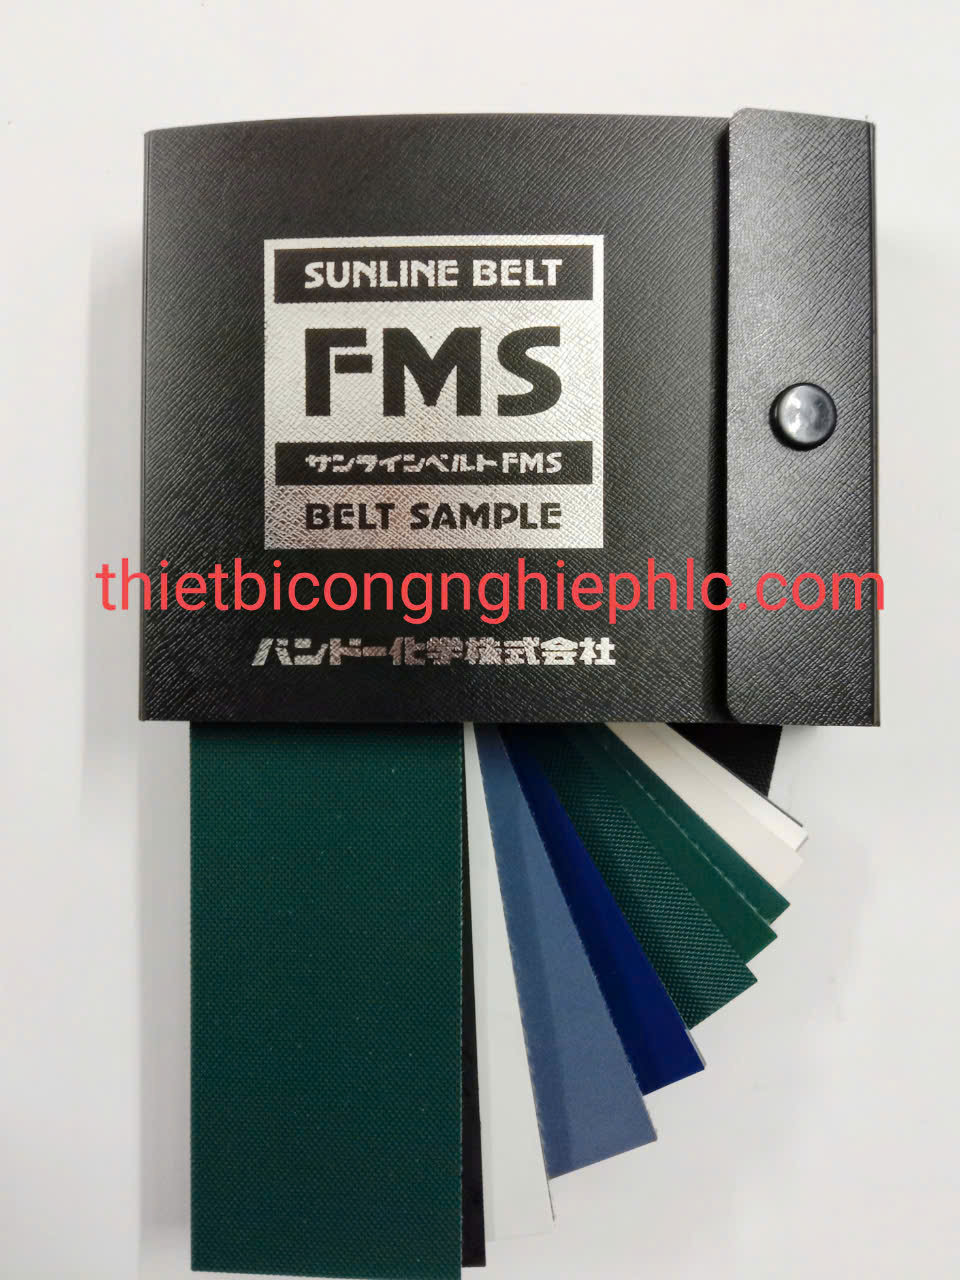 SUNLINE BELT
FMS
サンラインベルトFMS
BELT SAMPLE
thietbicongnghiephlc.com
バンドー化学株式会社